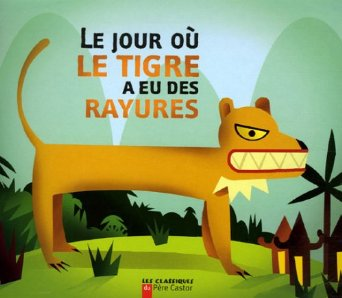 LE JOUR OÙ
LE TIGRE
A EU DES
RAYURES
LES CLASSIQUES
du Père Castor